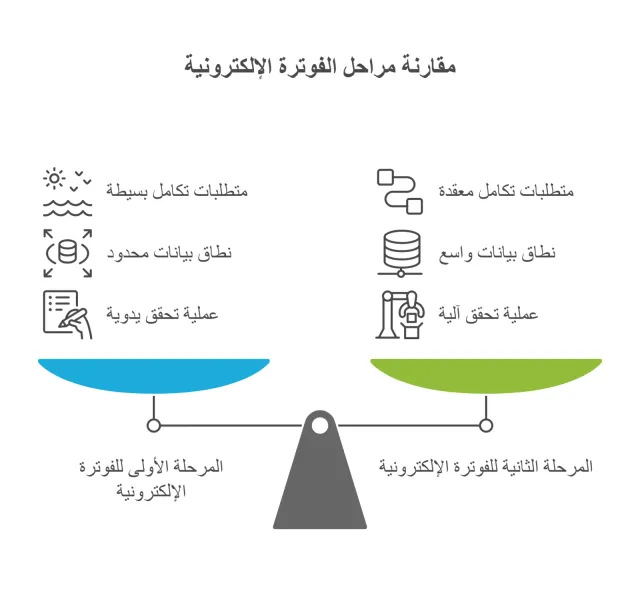 مقارنة مراحل الفوترة الإلكترونية
متطلبات تكامل معقدة
نطاق بيانات واسع
عملية تحقق آلية
المرحلة الثانية للفوترة الإلكترونية
متطلبات تكامل بسيطة
نطاق بيانات محدود
عملية تحقق يدوية
المرحلة الأولى للفوترة
الإلكترونية